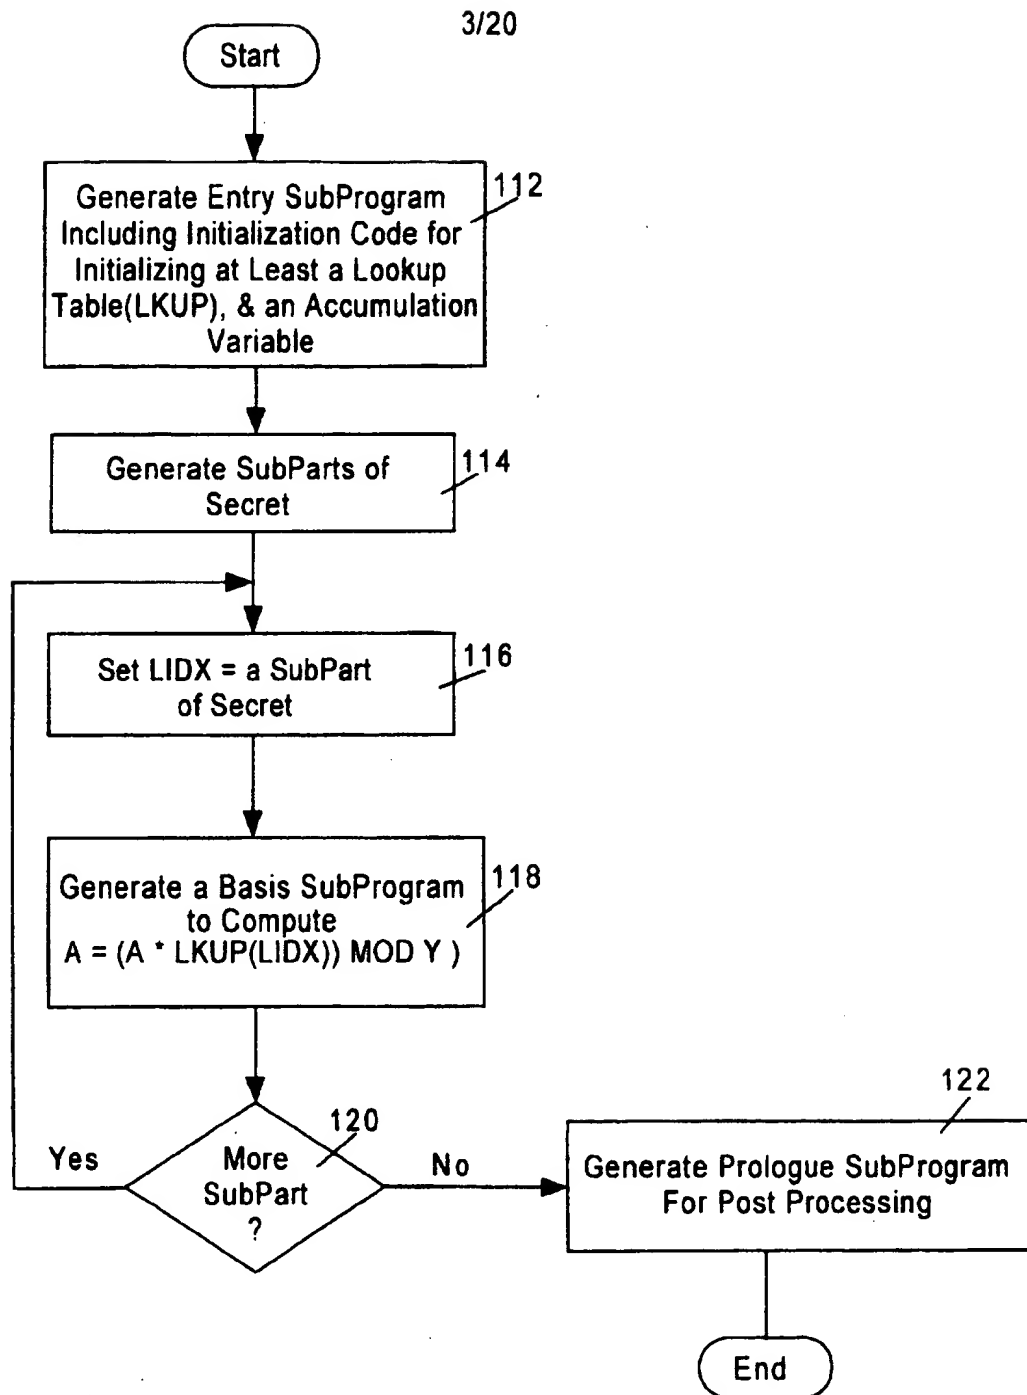 3/20
Start
Generate Entry SubProgram
Including Initialization Code for
Initializing at Least a Lookup
Table(LKUP), & an Accumulation
Variable
112
Generate SubParts of
Secret
114
Set LIDX = a SubPart
of Secret
116
Generate a Basis SubProgram
to Compute
A = (A * LKUP(LIDX)) MOD Y )
118
More
SubPart
?
120
Yes
No
122
Generate Prologue SubProgram
For Post Processing
End